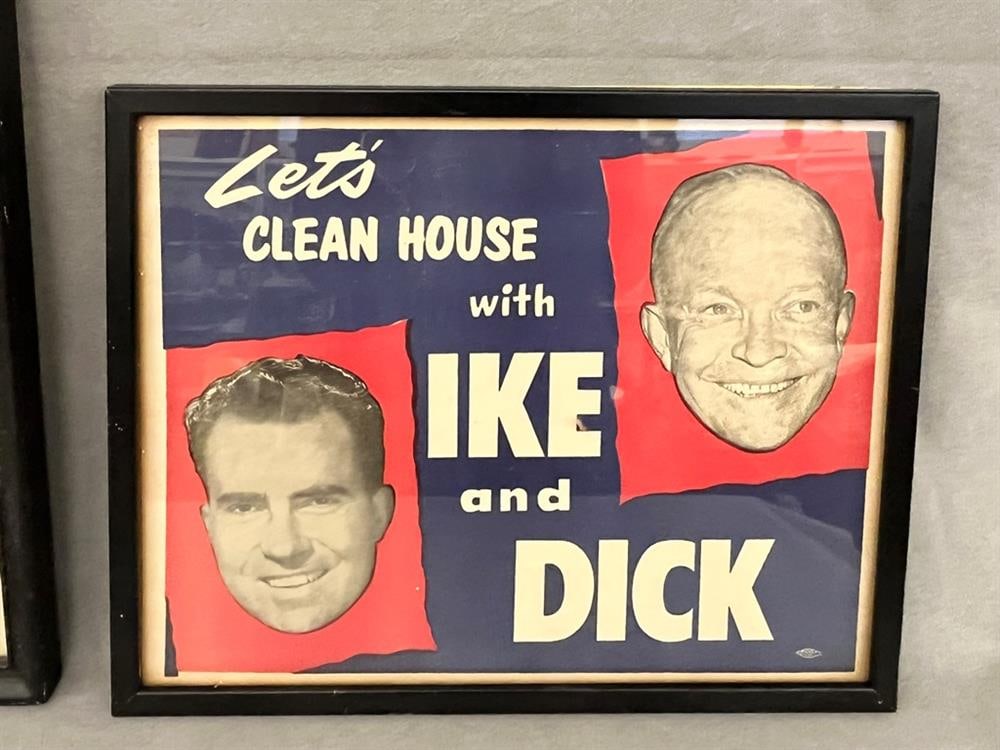 Let's
CLEAN HOUSE
with
IKE
and
DICK